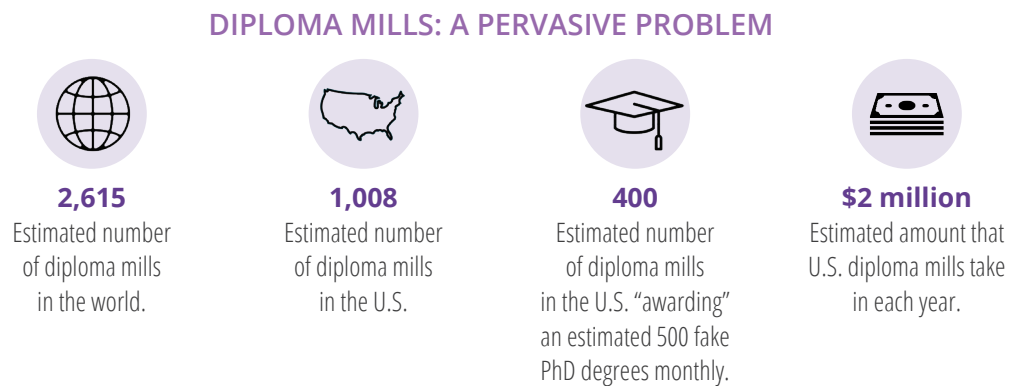 DIPLOMA MILLS: A PERVASIVE PROBLEM
2,615
Estimated number
of diploma mills
in the world.
1,008
Estimated number
of diploma mills
in the U.S.
400
Estimated number
of diploma mills
in the U.S. “awarding”
an estimated 500 fake
PhD degrees monthly.
$2 million
Estimated amount that
U.S. diploma mills take
in each year.